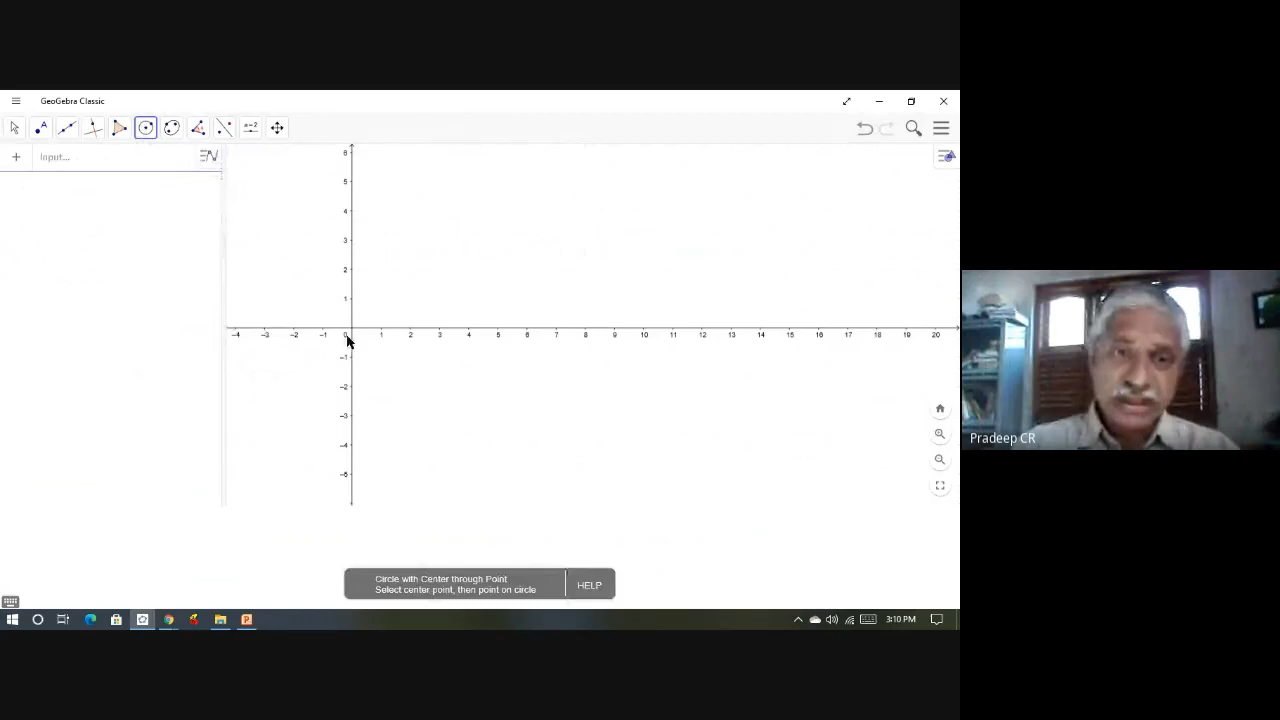 GeoGebra Classic
A
a=2
+ Input...
6
5
4
3
2
1
–4 –3 –2 –1 0 1 2 3 4 5 6 7 8 9 10 11 12 13 14 15 16 17 18 19 20
–1
–2
–3
–4
–5
Pradeep CR
Circle with Center through Point
Select center point, then point on circle
HELP
3:10 PM